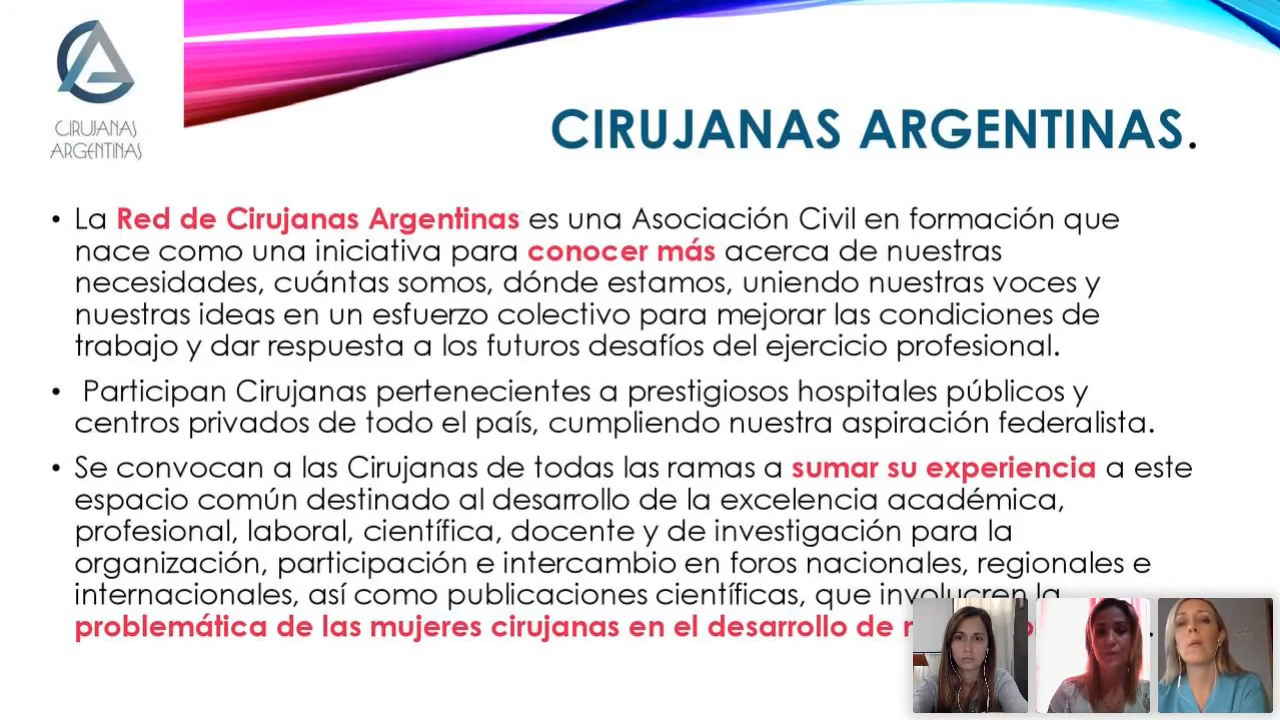 CIRUJANAS
ARGENTINAS
CIRUJANAS ARGENTINAS.
• La Red de Cirujanas Argentinas es una Asociación Civil en formación que
nace como una iniciativa para conocer más acerca de nuestras
necesidades, cuántas somos, dónde estamos, uniendo nuestras voces y
nuestras ideas en un esfuerzo colectivo para mejorar las condiciones de
trabajo y dar respuesta a los futuros desafíos del ejercicio profesional.
• Participan Cirujanas pertenecientes a prestigiosos hospitales públicos y
centros privados de todo el país, cumpliendo nuestra aspiración federalista.
• Se convocan a las Cirujanas de todas las ramas a sumar su experiencia a este
espacio común destinado al desarrollo de la excelencia académica,
profesional, laboral, científica, docente y de investigación para la
organización, participación e intercambio en foros nacionales, regionales e
internacionales, así como publicaciones científicas, que involucren la
problemática de las mujeres cirujanas en el desarrollo de